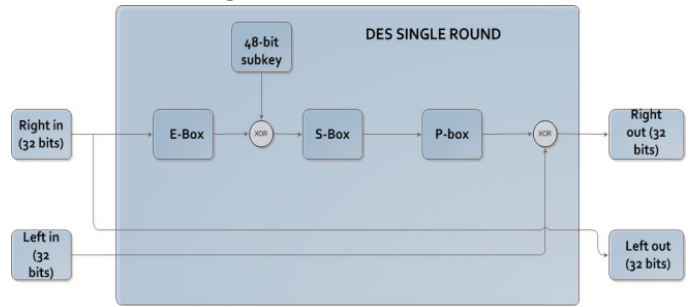 DES SINGLE ROUND
48-bit
subkey
Right in
(32 bits)
E-Box
XOR
S-Box
P-box
XOR
Right
out (32
bits)
Left in
(32
bits)
Left out
(32 bits)